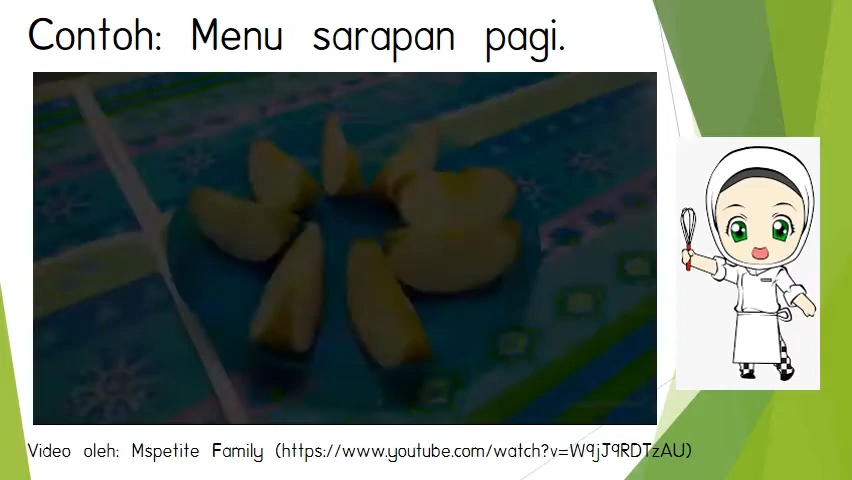 Contoh: Menu sarapan pagi.
Video oleh: Mspetite Family (https://www.youtube.com/watch?v=W9jJ9RDTzAU)